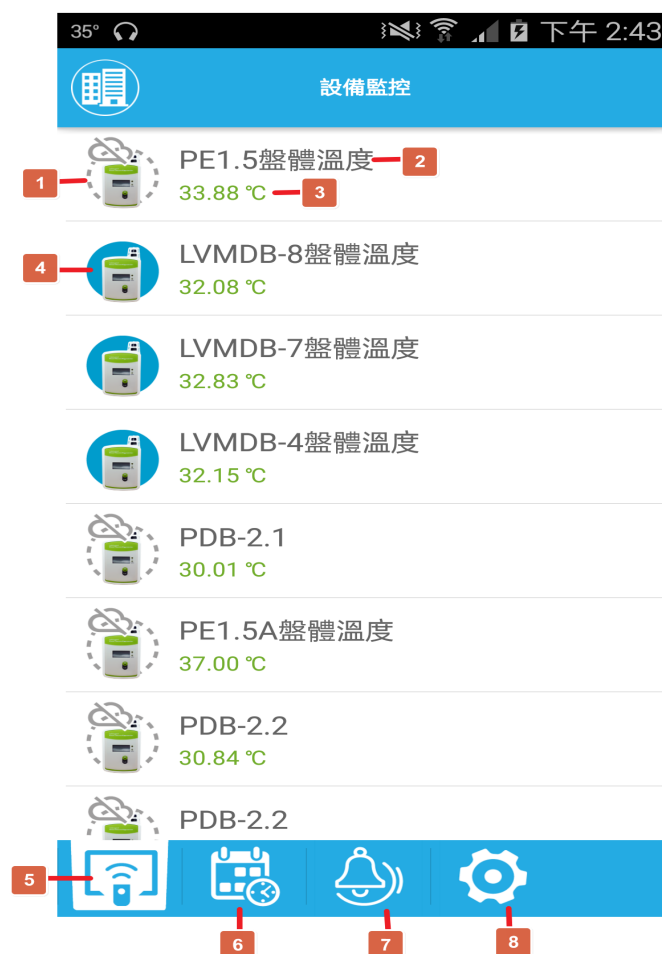 35° 下午 2:43
設備監控
PE1.5盤體溫度 2
1
33.88 ℃ 3
LVMDB-8盤體溫度
4
32.08 ℃
LVMDB-7盤體溫度
32.83 ℃
LVMDB-4盤體溫度
32.15 ℃
PDB-2.1
30.01 ℃
PE1.5A盤體溫度
37.00 ℃
PDB-2.2
30.84 ℃
PDB-2.2
5
6 7 8